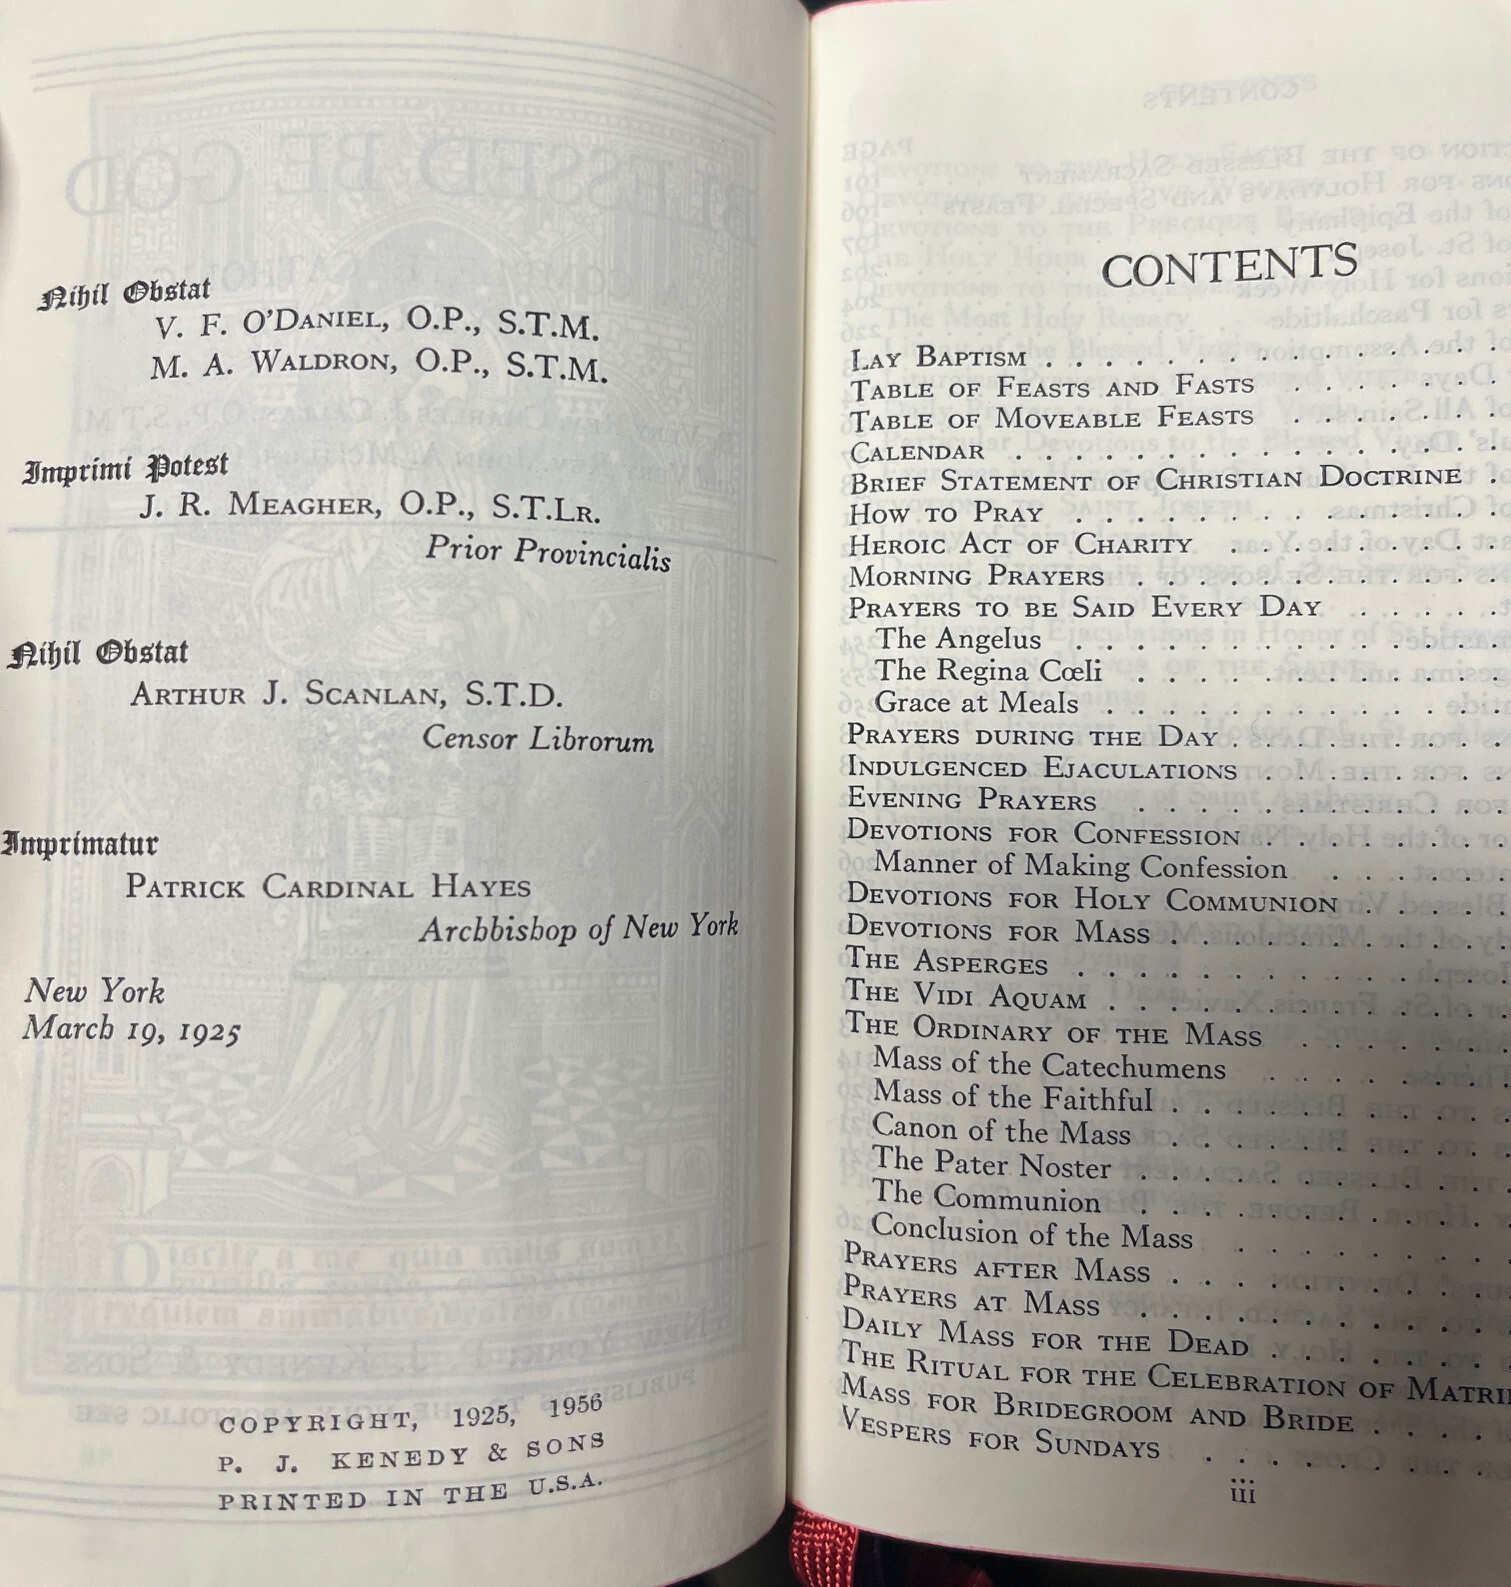 Nihil Obstat
V. F. O'Daniel, O.P., S.T.M.
M. A. Waldron, O.P., S.T.M.
Imprimi Potest
J. R. Meagher, O.P., S.T.Lr.
Prior Provincialis
Nihil Obstat
Arthur J. Scanlan, S.T.D.
Censor Librorum
Imprimatur
Patrick Cardinal Hayes
Archbishop of New York
New York
March 19, 1925
COPYRIGHT, 1925, 1956
P. J. KENEDY & SONS
PRINTED IN THE U.S.A.
CONTENTS
Lay Baptism . . . . . . . . . . . . . .
Table of Feasts and Fasts . . . . . . .
Table of Moveable Feasts . . . . . . .
Calendar . . . . . . . . . . . . . . .
Brief Statement of Christian Doctrine .
How to Pray . . . . . . . . . . . . .
Heroic Act of Charity . . . . . . . . .
Morning Prayers . . . . . . . . . . . .
Prayers to be Said Every Day . . . . .
The Angelus . . . . . . . . . . . . .
The Regina Cœli . . . . . . . . . . .
Grace at Meals . . . . . . . . . . . .
Prayers during the Day . . . . . . . .
Indulgenced Ejaculations . . . . . . .
Evening Prayers . . . . . . . . . . .
Devotions for Confession . . . . . . .
Manner of Making Confession . . . . .
Devotions for Holy Communion . . . .
Devotions for Mass . . . . . . . . . .
The Asperges . . . . . . . . . . . . .
The Vidi Aquam . . . . . . . . . . . .
The Ordinary of the Mass . . . . . . .
Mass of the Catechumens . . . . . . .
Mass of the Faithful . . . . . . . . .
Canon of the Mass . . . . . . . . . .
The Pater Noster . . . . . . . . . . .
The Communion . . . . . . . . . . . .
Conclusion of the Mass . . . . . . . .
Prayers after Mass . . . . . . . . . .
Prayers at Mass . . . . . . . . . . .
Daily Mass for the Dead . . . . . . .
The Ritual for the Celebration of Matri
Mass for Bridegroom and Bride . . . .
Vespers for Sundays . . . . . . . . .
iii